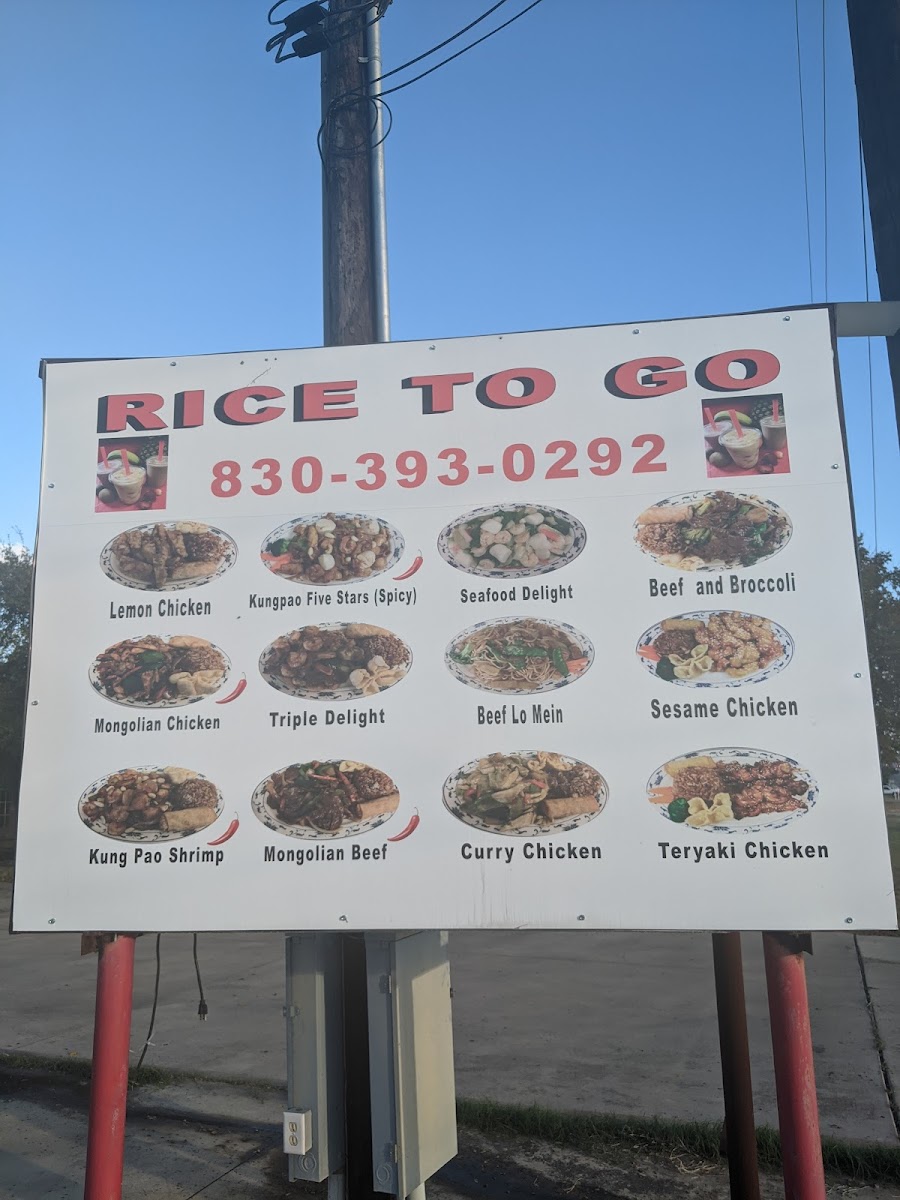 RICE TO GO
830-393-0292
Lemon Chicken
Kungpao Five Stars (Spicy)
Seafood Delight
Beef and Broccoli
Mongolian Chicken
Triple Delight
Beef Lo Mein
Sesame Chicken
Kung Pao Shrimp
Mongolian Beef
Curry Chicken
Teryaki Chicken